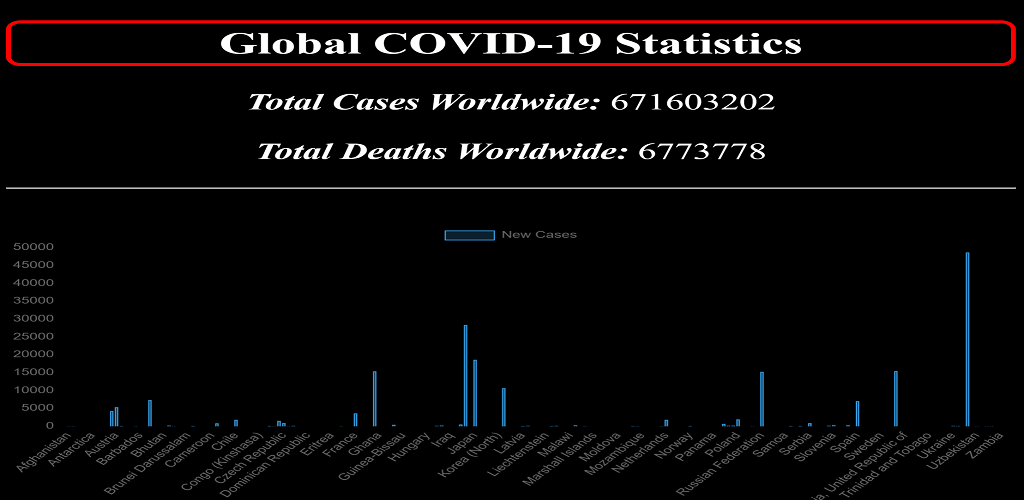 Global COVID-19 Statistics
Total Cases Worldwide: 671603202
Total Deaths Worldwide: 6773778
New Cases
50000
45000
40000
35000
30000
25000
20000
15000
10000
5000
0
Afghanistan
Antarctica
Austria
Barbados
Bhutan
Brunei Darussalam
Cameroon
Chile
Congo (Kinshasa)
Czech Republic
Dominican Republic
Eritrea
France
Ghana
Guinea-Bissau
Hungary
Iraq
Japan
Korea (North)
Latvia
Liechtenstein
Malawi
Marshall Islands
Moldova
Mozambique
Netherlands
Norway
Panama
Poland
Russian Federation
Samoa
Serbia
Slovenia
Spain
Sweden
ia, United Republic of
Trinidad and Tobago
Ukraine
Uzbekistan
Zambia